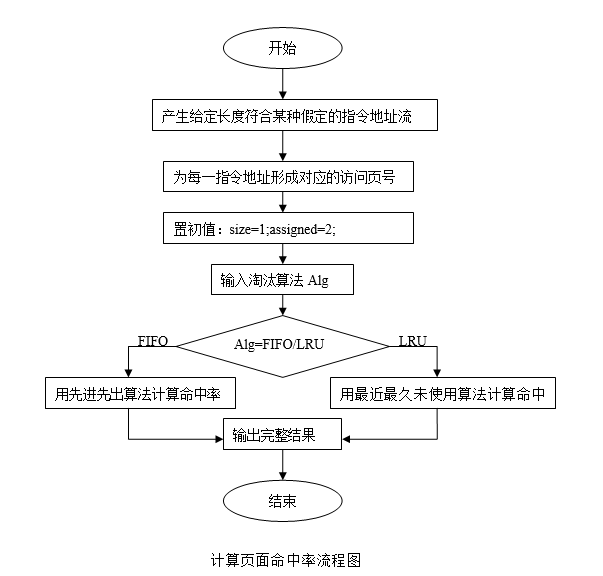 开始
产生给定长度符合某种假定的指令地址流
为每一指令地址形成对应的访问页号
置初值：size=1;assigned=2;
输入淘汰算法 Alg
FIFO
Alg=FIFO/LRU
LRU
用先进先出算法计算命中率
用最近最久未使用算法计算命中
输出完整结果
结束
计算页面命中率流程图